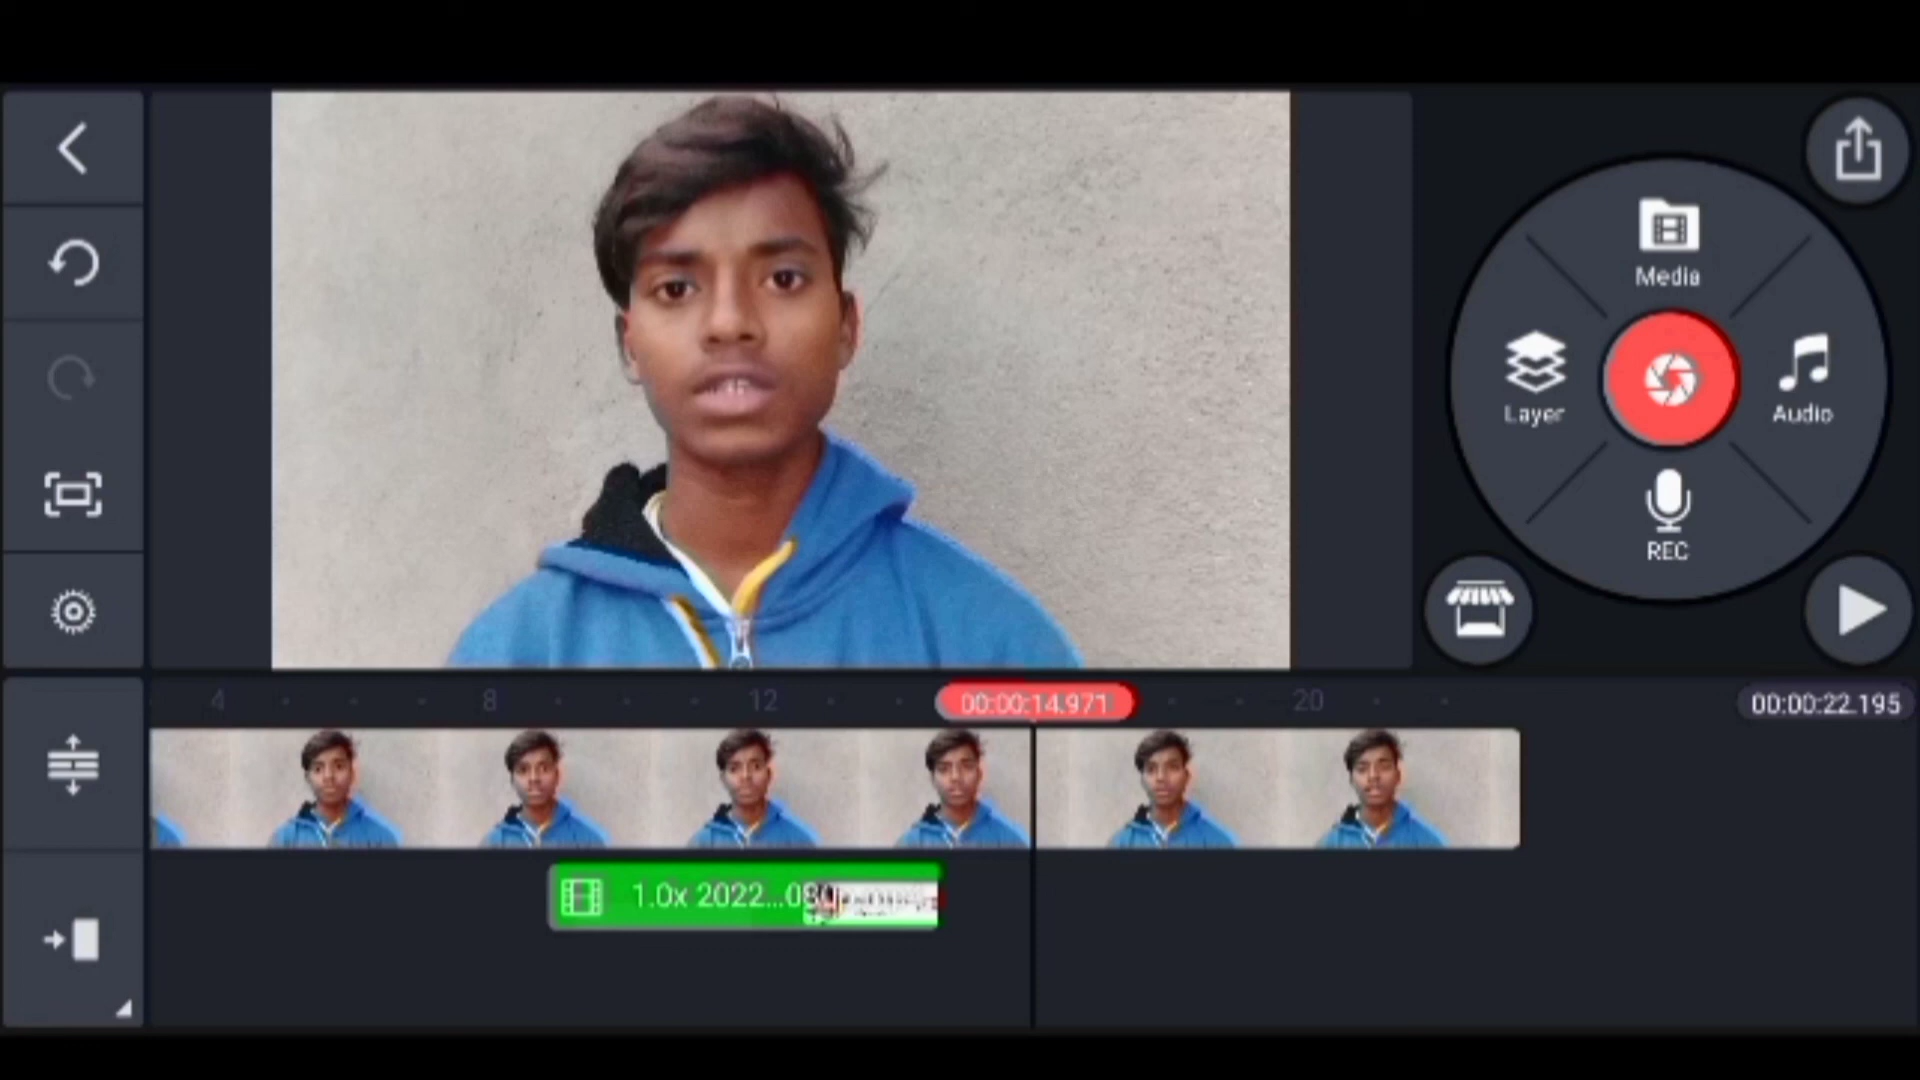 Media
Layer
Audio
REC
4
8
12
00:00:14.971
20
00:00:22.195
1.0x 2022...08